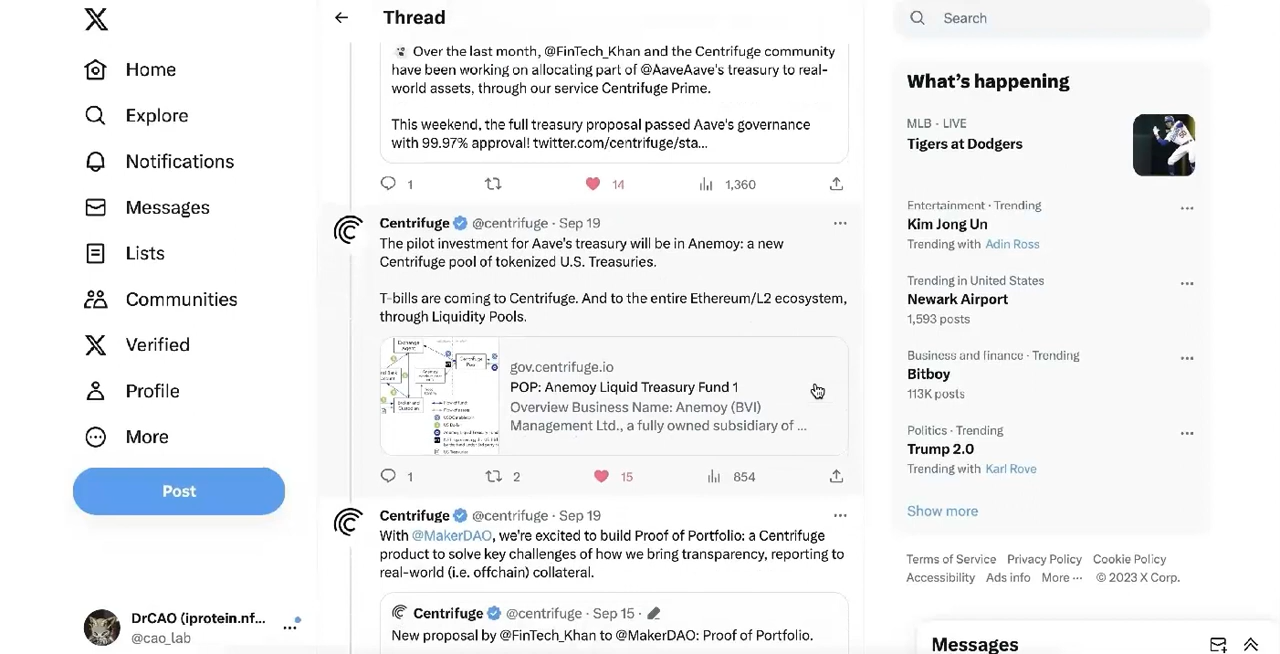 Home
Explore
Notifications
Messages
Lists
Communities
Verified
Profile
More
Post
DrCAO (iprotein.nf...
@cao_lab
Thread
Over the last month, @FinTech_Khan and the Centrifuge community
have been working on allocating part of @AaveAave's treasury to real-
world assets, through our service Centrifuge Prime.
This weekend, the full treasury proposal passed Aave's governance
with 99.97% approval! twitter.com/centrifuge/sta...
1 14 1,360
Centrifuge @centrifuge · Sep 19
The pilot investment for Aave's treasury will be in Anemoy: a new
Centrifuge pool of tokenized U.S. Treasuries.
T-bills are coming to Centrifuge. And to the entire Ethereum/L2 ecosystem,
through Liquidity Pools.
gov.centrifuge.io
POP: Anemoy Liquid Treasury Fund 1
Overview Business Name: Anemoy (BVI)
Management Ltd., a fully owned subsidiary of ...
1 2 15 854
Centrifuge @centrifuge · Sep 19
With @MakerDAO, we're excited to build Proof of Portfolio: a Centrifuge
product to solve key challenges of how we bring transparency, reporting to
real-world (i.e. offchain) collateral.
Centrifuge @centrifuge · Sep 15 ·
New proposal by @FinTech_Khan to @MakerDAO: Proof of Portfolio.
Search
What's happening
MLB · LIVE
Tigers at Dodgers
Entertainment · Trending
Kim Jong Un
Trending with Adin Ross
Trending in United States
Newark Airport
1,593 posts
Business and finance · Trending
Bitboy
113K posts
Politics · Trending
Trump 2.0
Trending with Karl Rove
Show more
Terms of Service Privacy Policy Cookie Policy
Accessibility Ads info More ··· © 2023 X Corp.
Messages